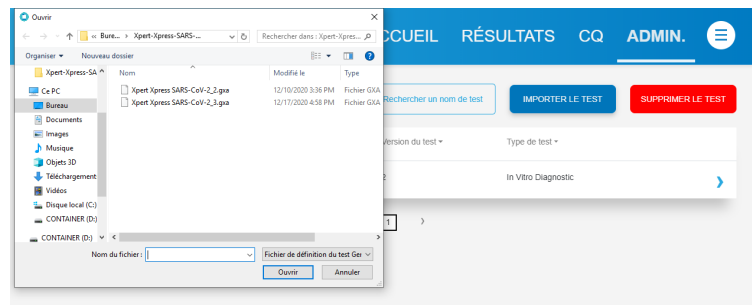 Ouvrir
« Bure... › Xpert-Xpress-SARS-...
Rechercher dans : Xpert-Xpres...
Organiser
Nouveau dossier
Xpert-Xpress-SA
Ce PC
Bureau
Documents
Images
Musique
Objets 3D
Téléchargement
Vidéos
Disque local (C:)
CONTAINER (D:)
CONTAINER (D:)
Nom
Modifié le
Type
Xpert Xpress SARS-CoV-2_2.gxa
12/10/2020 3:36 PM
Fichier GXA
Xpert Xpress SARS-CoV-2_3.gxa
12/17/2020 4:58 PM
Fichier GXA
Nom du fichier :
Fichier de définition du test Ger
Ouvrir
Annuler
CCUEIL
RÉSULTATS
CQ
ADMIN.
Rechercher un nom de test
IMPORTER LE TEST
SUPPRIMER LE TEST
Version du test
Type de test
2
In Vitro Diagnostic
1